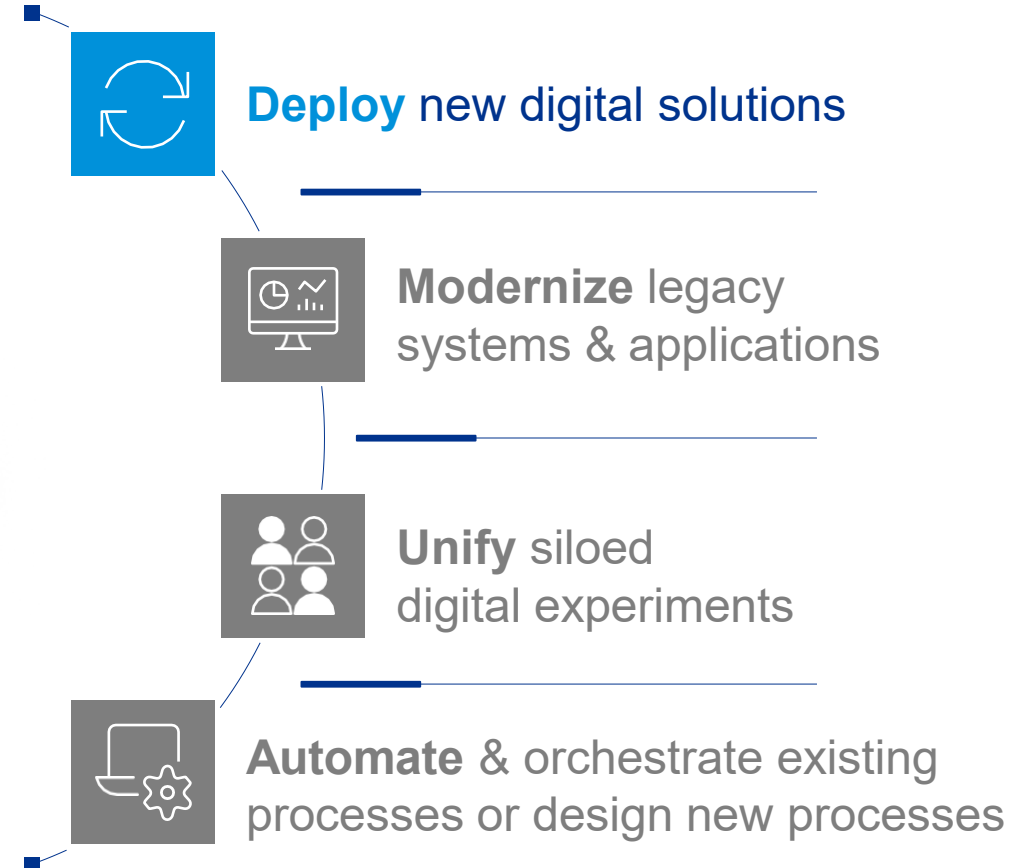 Deploy new digital solutions
Modernize legacy
systems & applications
Unify siloed
digital experiments
Automate & orchestrate existing
processes or design new processes